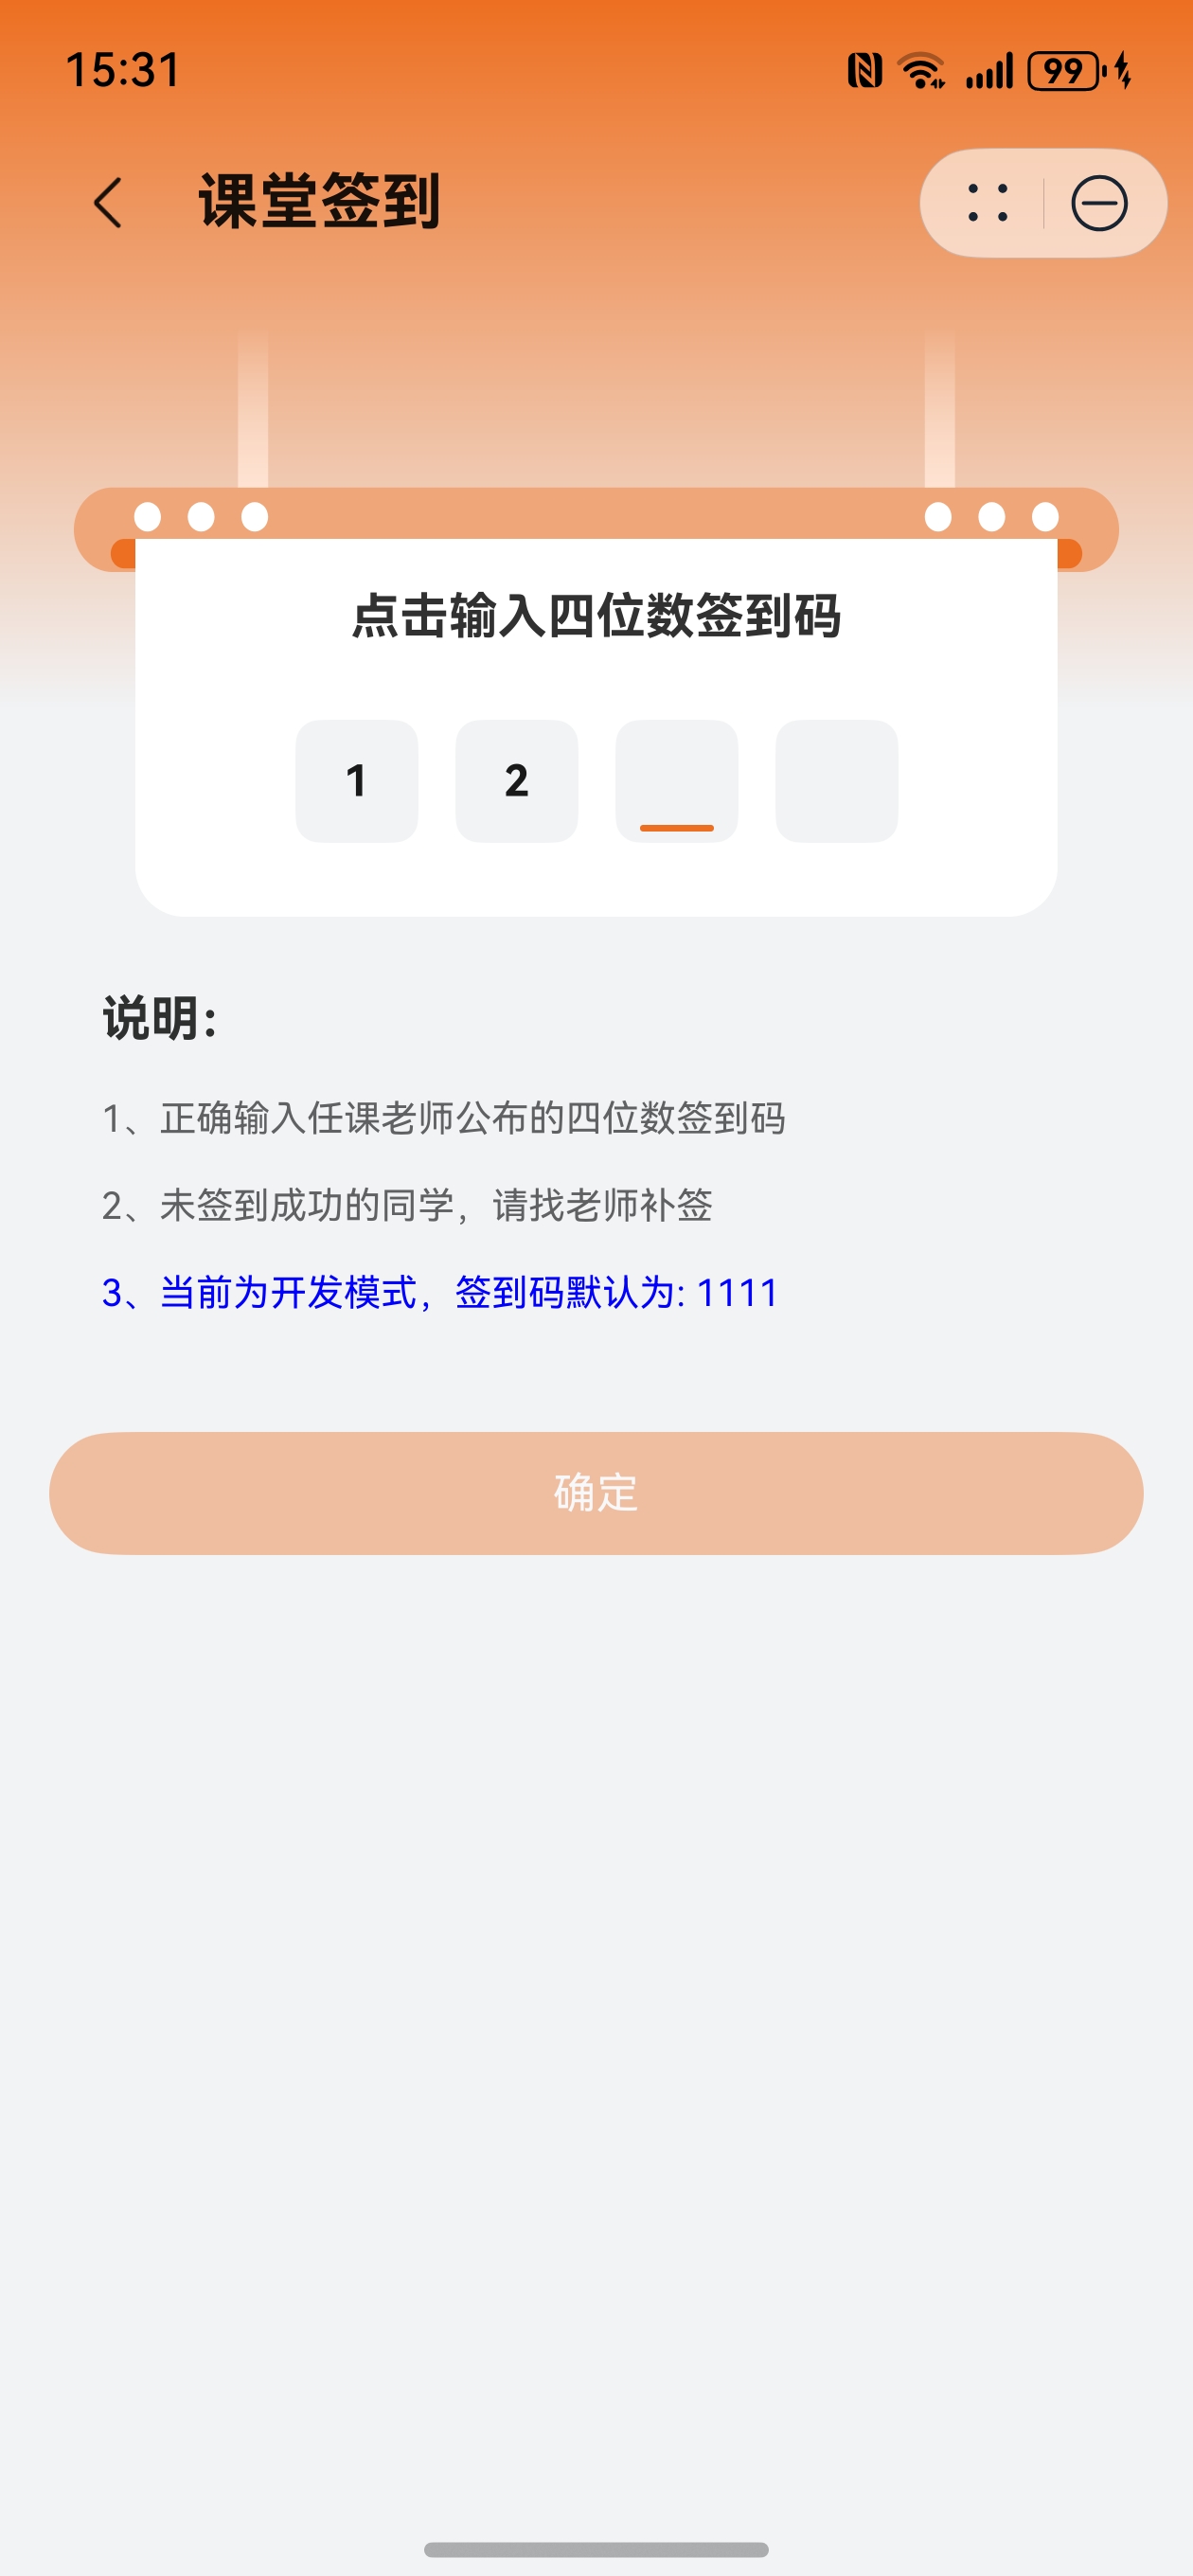 15:31
99
课堂签到
点击输入四位数签到码
1 2
说明：
1、正确输入任课老师公布的四位数签到码
2、未签到成功的同学，请找老师补签
3、当前为开发模式，签到码默认为: 1111
确定